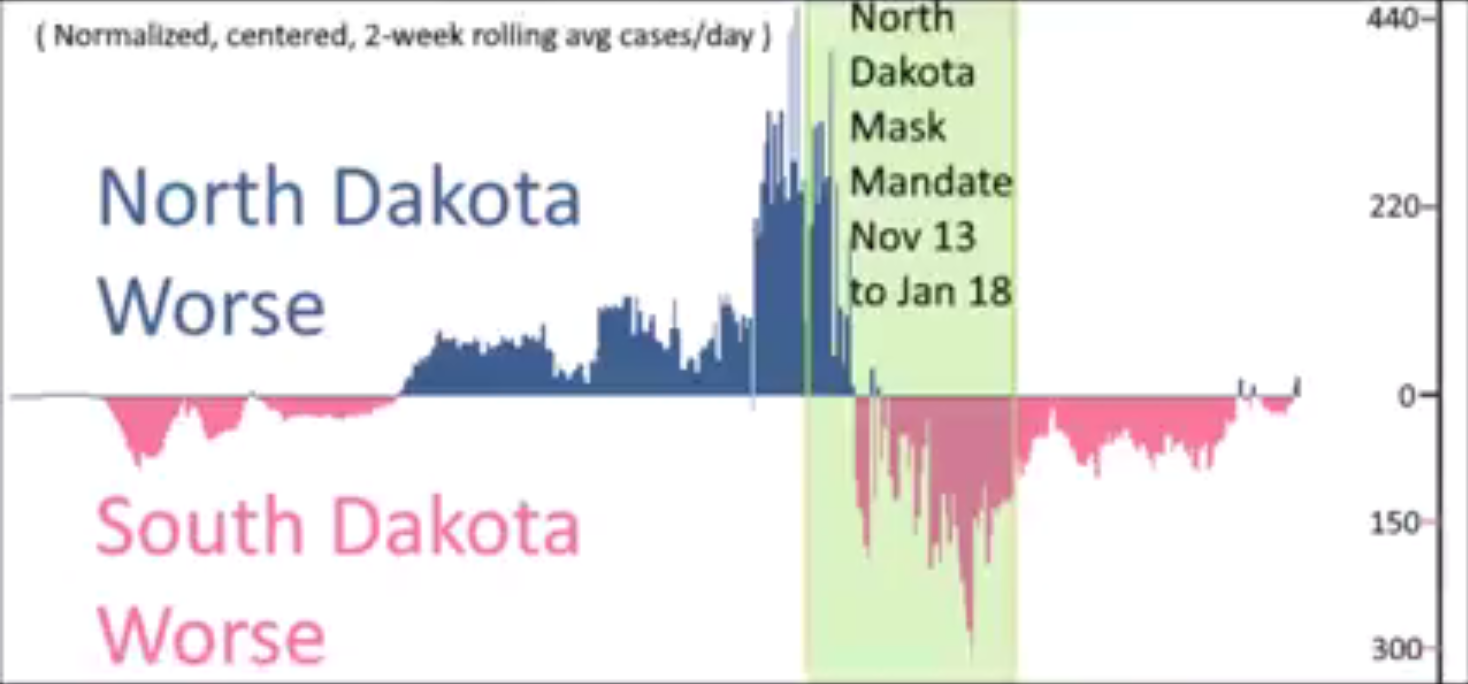 ( Normalized, centered, 2-week rolling avg cases/day )
North Dakota
Worse
South Dakota
Worse
North
Dakota
Mask
Mandate
Nov 13
to Jan 18
440
220
0
150
300